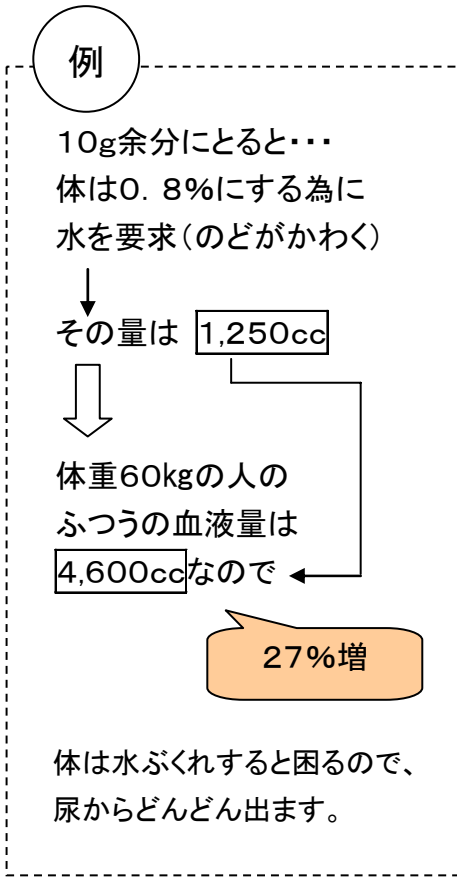 例
10g余分にとると・・・
体は0.8%にする為に
水を要求(のどがかわく)
その量は 1,250cc
体重60㎏の人の
ふつうの血液量は
4,600ccなので
27%増
体は水ぶくれすると困るので、
尿からどんどん出ます。